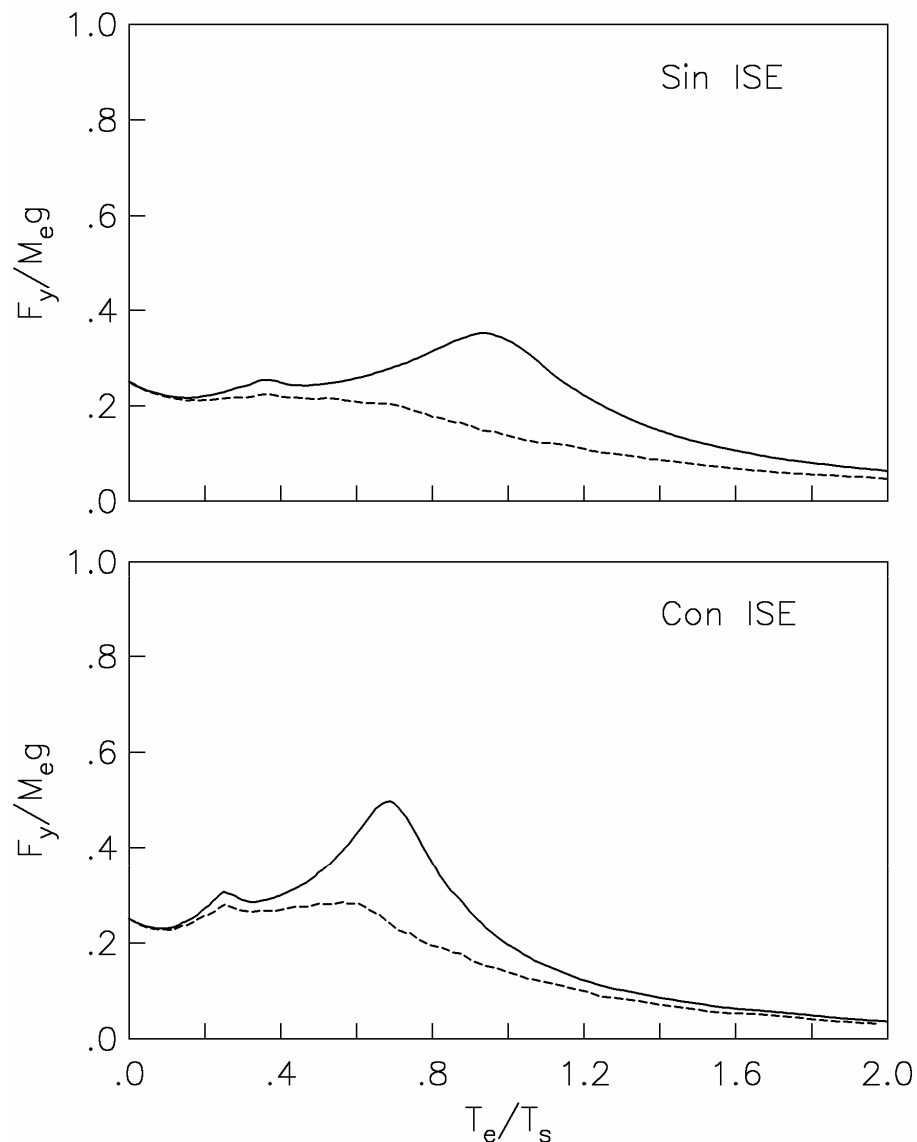 1.0
Sin ISE
.8
.6
F_y/M_eg
.4
.2
.0
1.0
Con ISE
.8
.6
F_y/M_eg
.4
.2
.0
.0 .4 .8 1.2 1.6 2.0
T_e/T_s